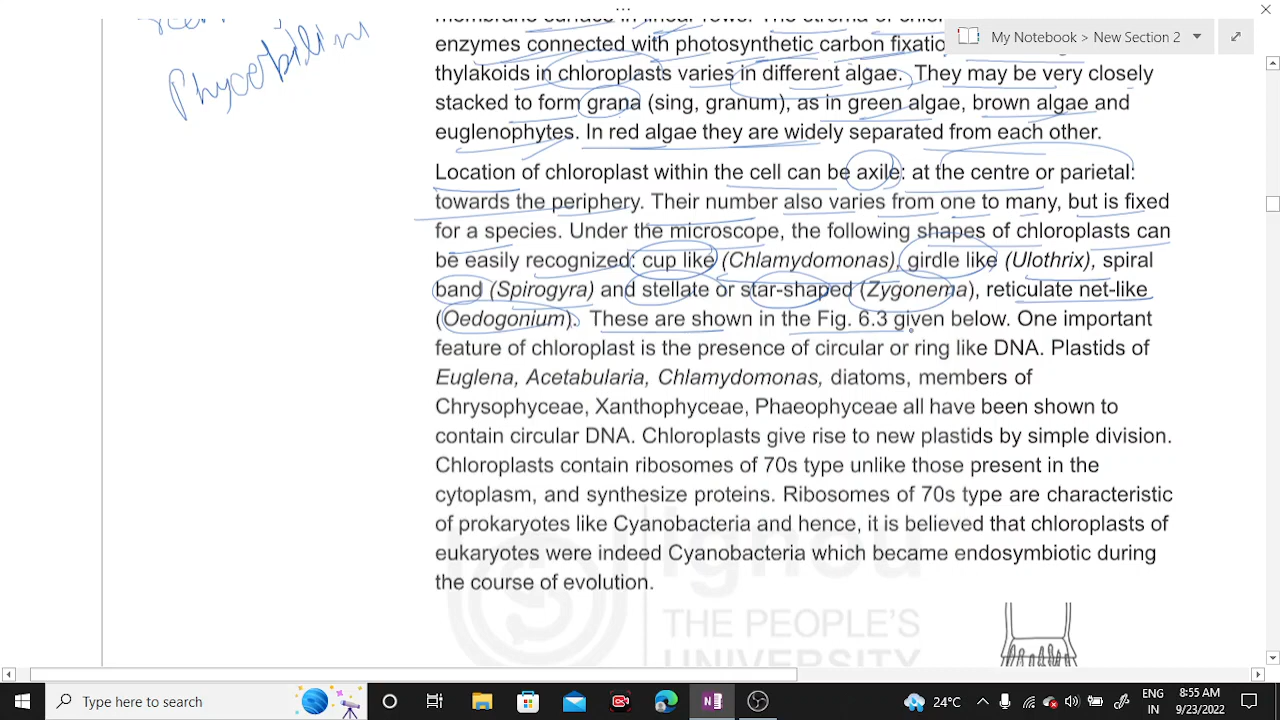 ...
My Notebook > New Section 2
Phycobilins
enzymes connected with photosynthetic carbon
thylakoids in chloroplasts varies in different algae. They may be very closely
stacked to form grana (sing, granum), as in green algae, brown algae and
euglenophytes. In red algae they are widely separated from each other.
Location of chloroplast within the cell can be axile: at the centre or parietal:
towards the periphery. Their number also varies from one to many, but is fixed
for a species. Under the microscope, the following shapes of chloroplasts can
be easily recognized: cup like (Chlamydomonas), girdle like (Ulothrix), spiral
band (Spirogyra) and stellate or star-shaped (Zygonema), reticulate net-like
(Oedogonium). These are shown in the Fig. 6.3 given below. One important
feature of chloroplast is the presence of circular or ring like DNA. Plastids of
Euglena, Acetabularia, Chlamydomonas, diatoms, members of
Chrysophyceae, Xanthophyceae, Phaeophyceae all have been shown to
contain circular DNA. Chloroplasts give rise to new plastids by simple division.
Chloroplasts contain ribosomes of 70s type unlike those present in the
cytoplasm, and synthesize proteins. Ribosomes of 70s type are characteristic
of prokaryotes like Cyanobacteria and hence, it is believed that chloroplasts of
eukaryotes were indeed Cyanobacteria which became endosymbiotic during
the course of evolution.
ignou
THE PEOPLE'S
UNIVERSITY
Type here to search
24°C
ENG
IN
8:55 AM
9/23/2022